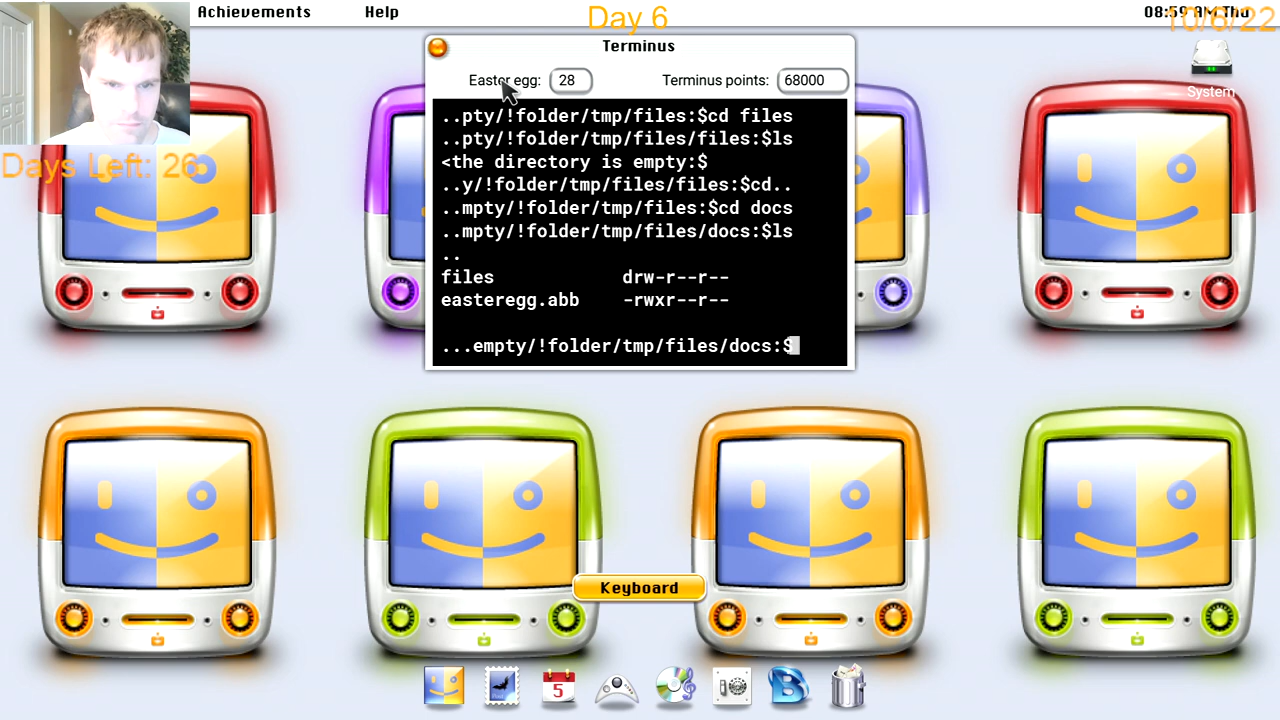 Achievements Help Day 6 08:59 AM Thu
10/6/22
Days Left: 26
System
Terminus
Easter egg: 28 Terminus points: 68000
..pty/!folder/tmp/files:$cd files
..pty/!folder/tmp/files/files:$ls
<the directory is empty:$
..y/!folder/tmp/files/files:$cd..
..mpty/!folder/tmp/files:$cd docs
..mpty/!folder/tmp/files/docs:$ls
..
files drw-r--r--
easteregg.abb -rwxr--r--
...empty/!folder/tmp/files/docs:$
Keyboard
5
B